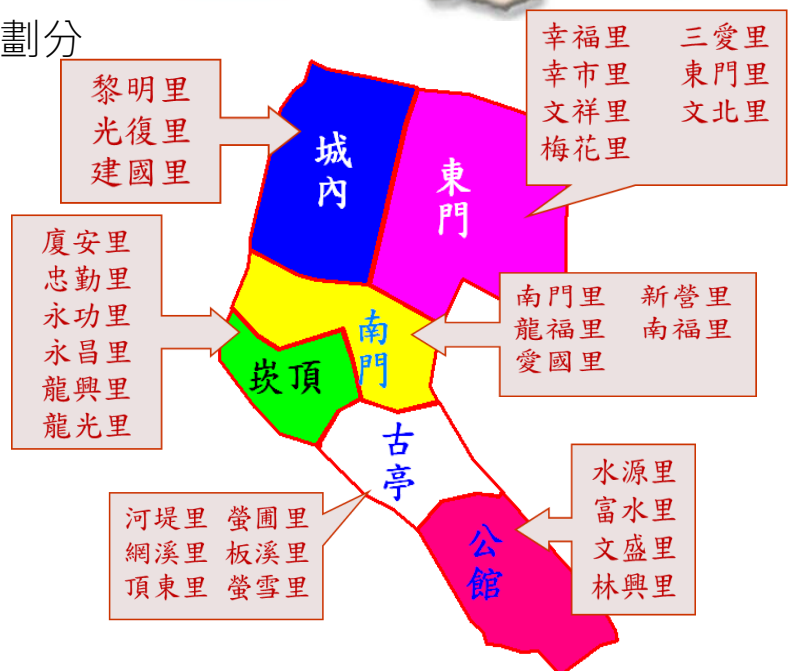 劃分
黎明里
光復里
建國里
幸福里 三愛里
幸市里 東門里
文祥里 文北里
梅花里
城內
東門
廈安里
忠勤里
永功里
永昌里
龍興里
龍光里
南門里 新營里
龍福里 南福里
愛國里
南門
崁頂
古亭
河堤里 螢圃里
網溪里 板溪里
頂東里 螢雪里
公館
水源里
富水里
文盛里
林興里